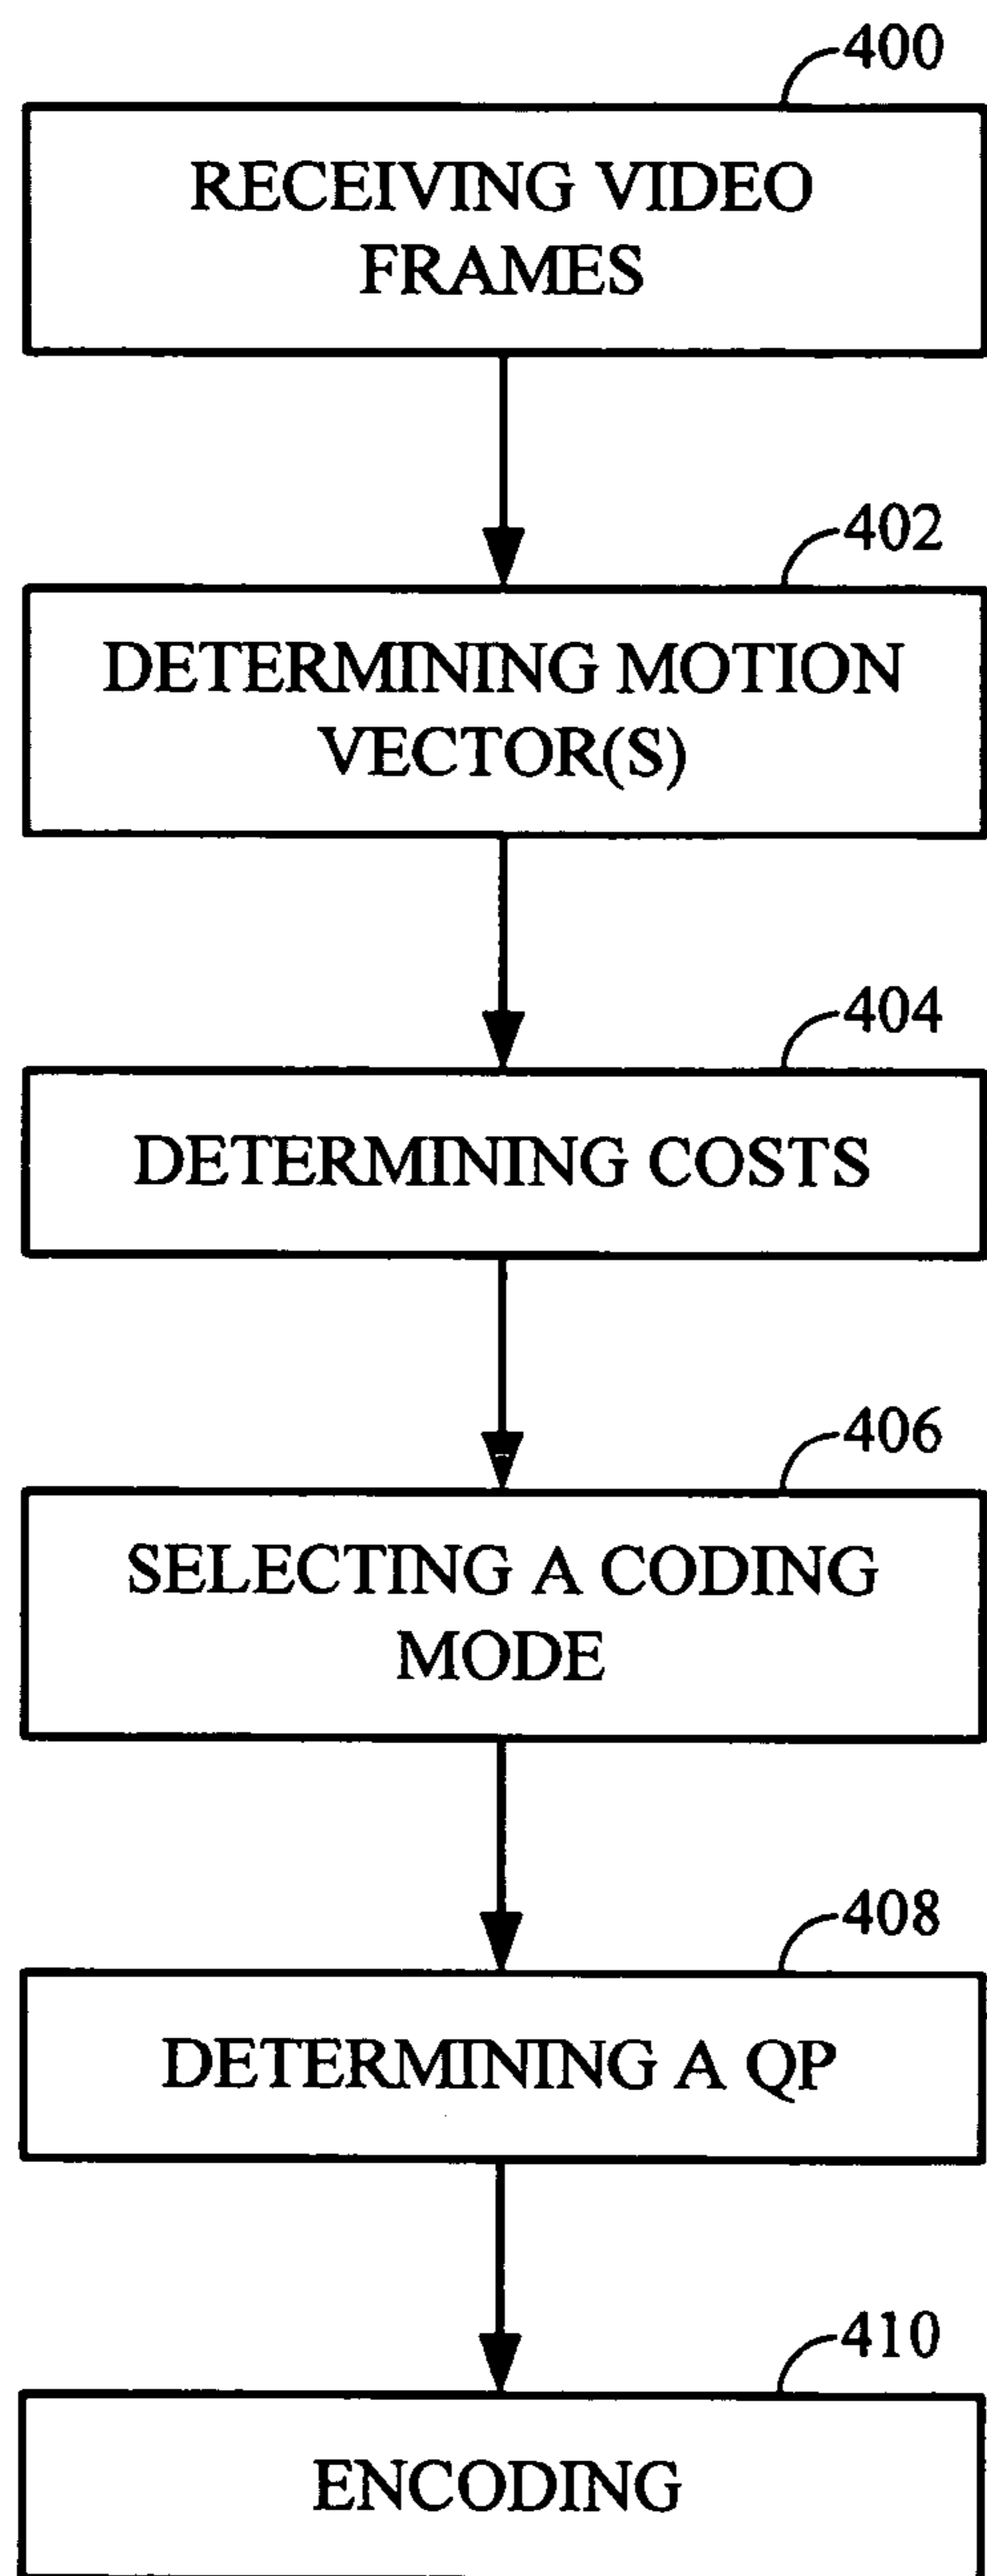 400
RECEIVING VIDEO
FRAMES
402
DETERMINING MOTION
VECTOR(S)
404
DETERMINING COSTS
406
SELECTING A CODING
MODE
408
DETERMINING A QP
410
ENCODING